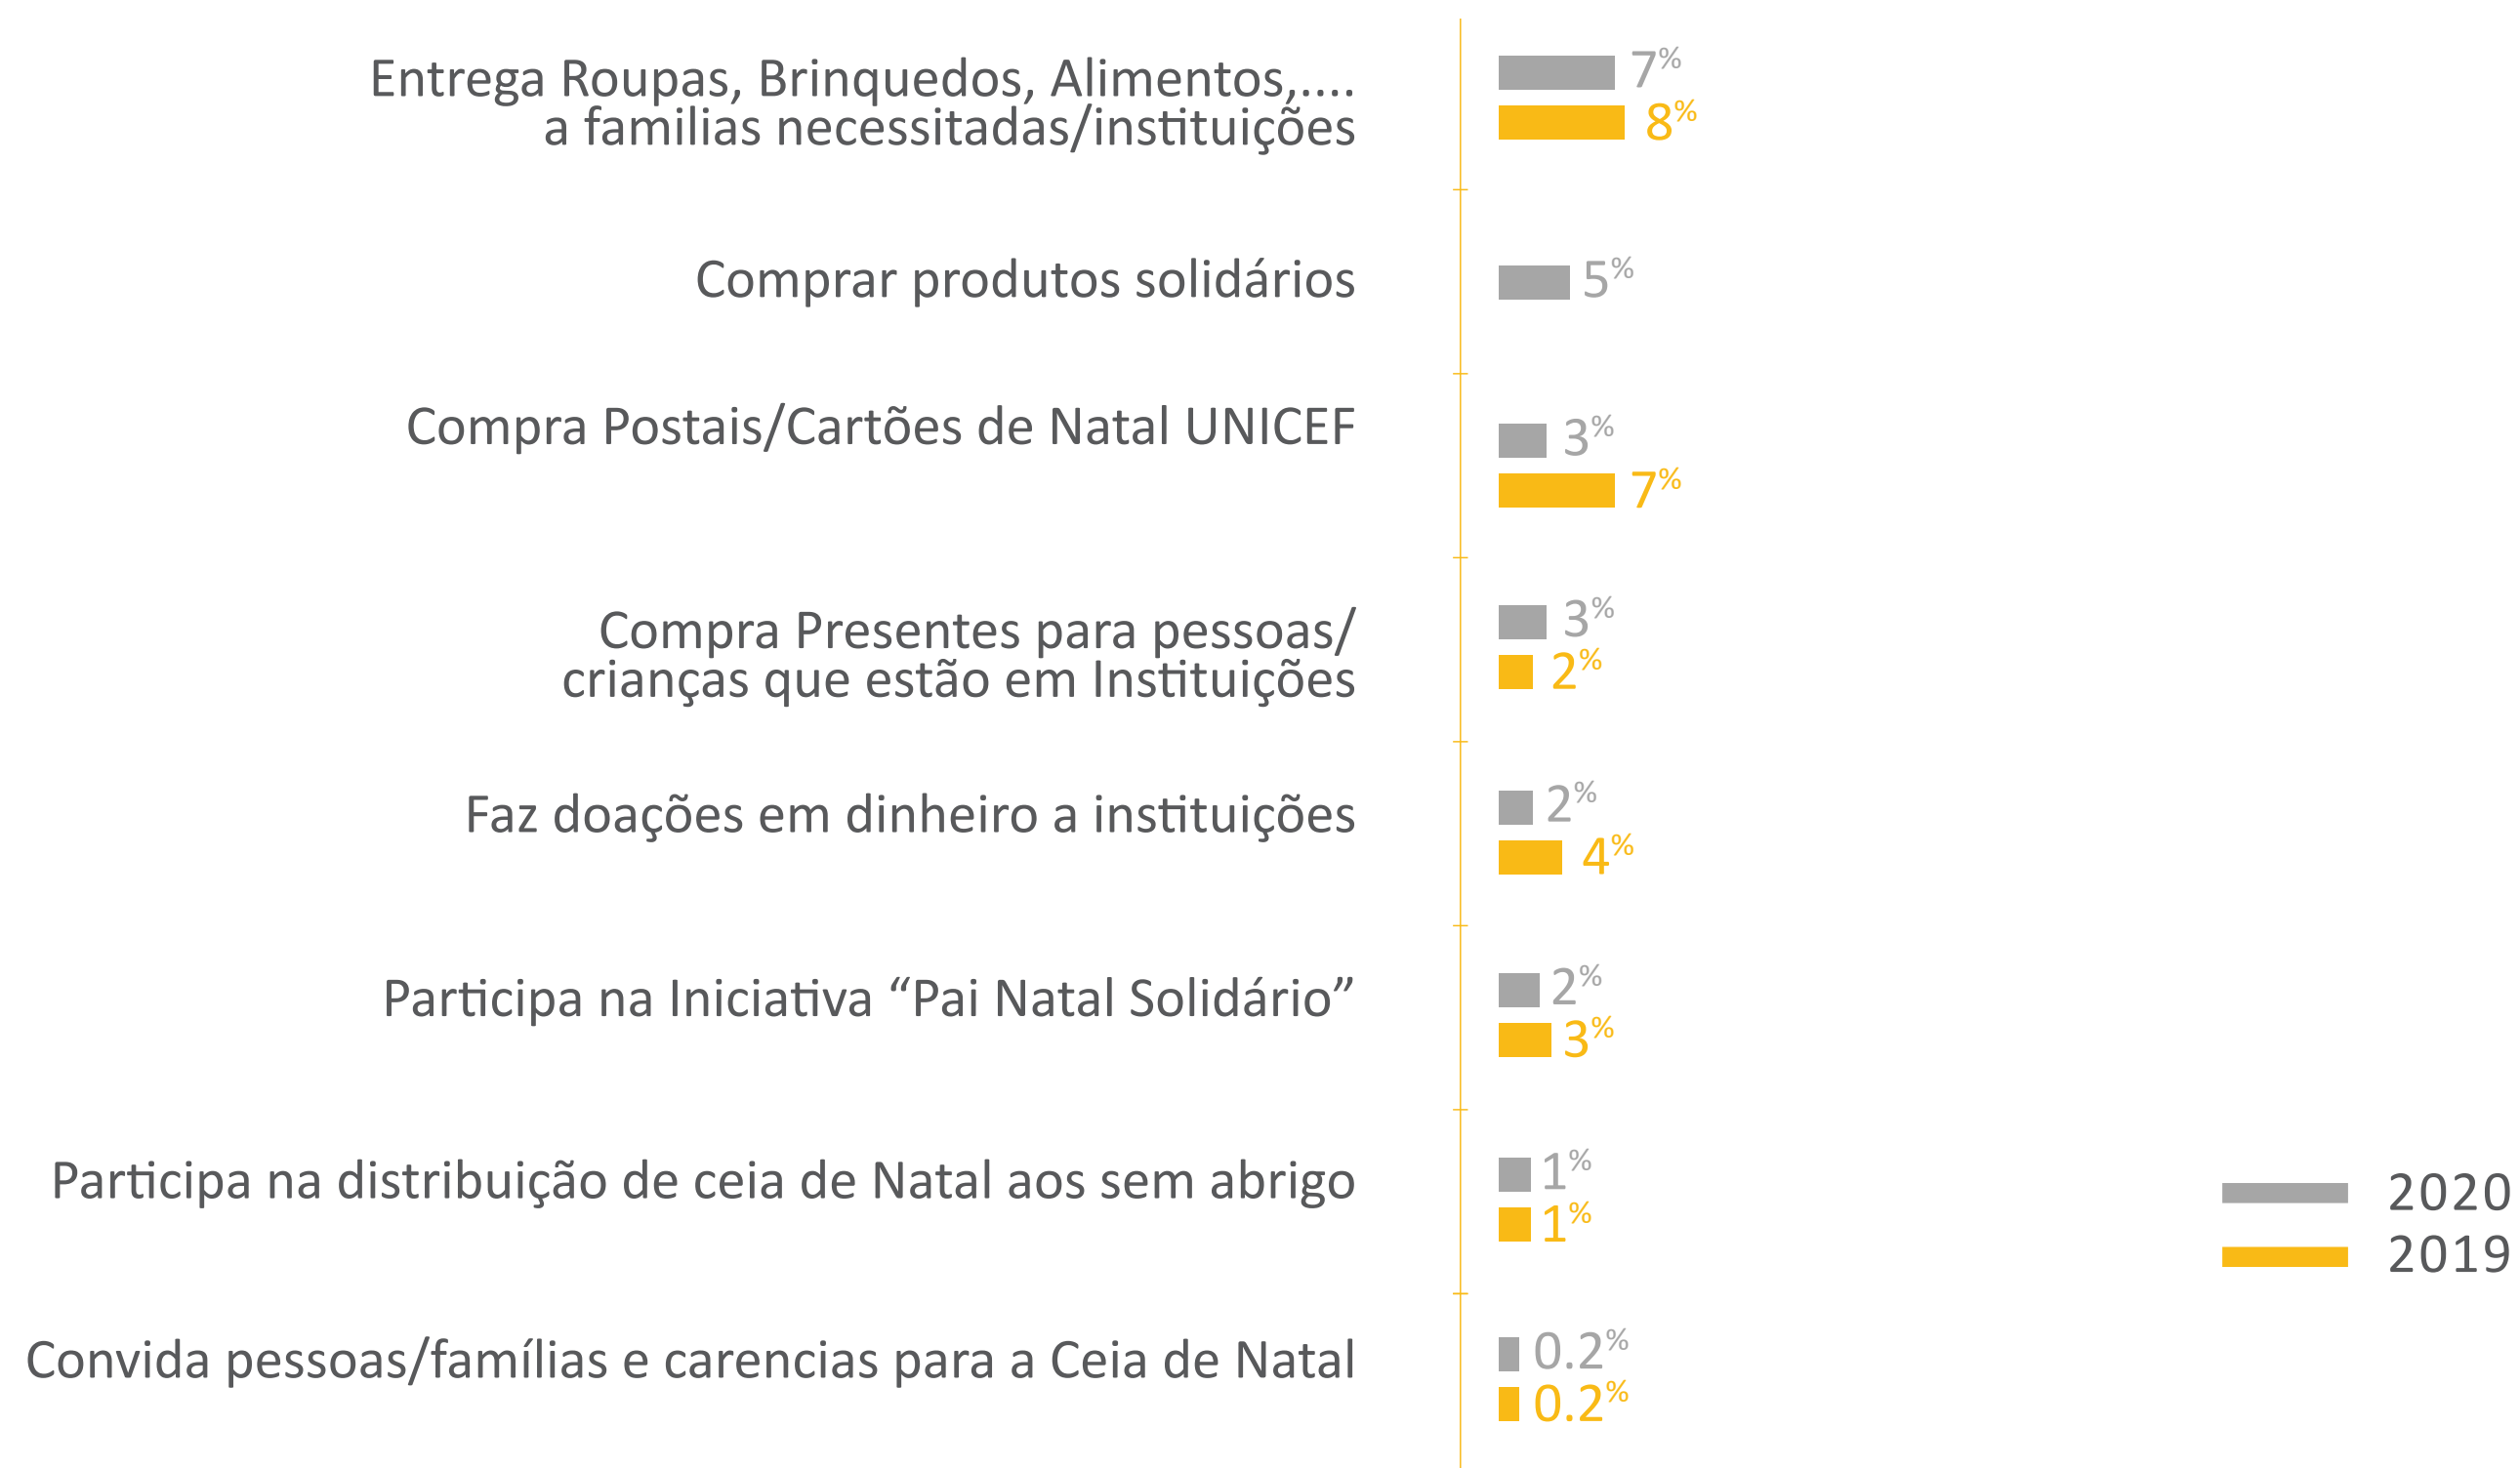 Entrega Roupas, Brinquedos, Alimentos,....
a familias necessitadas/instituições
7%
8%
Comprar produtos solidários
5%
Compra Postais/Cartões de Natal UNICEF
3%
7%
Compra Presentes para pessoas/
crianças que estão em Instituições
3%
2%
Faz doações em dinheiro a instituições
2%
4%
Participa na Iniciativa “Pai Natal Solidário”
2%
3%
Participa na distribuição de ceia de Natal aos sem abrigo
1%
1%
Convida pessoas/famílias e carencias para a Ceia de Natal
0.2%
0.2%
2020
2019